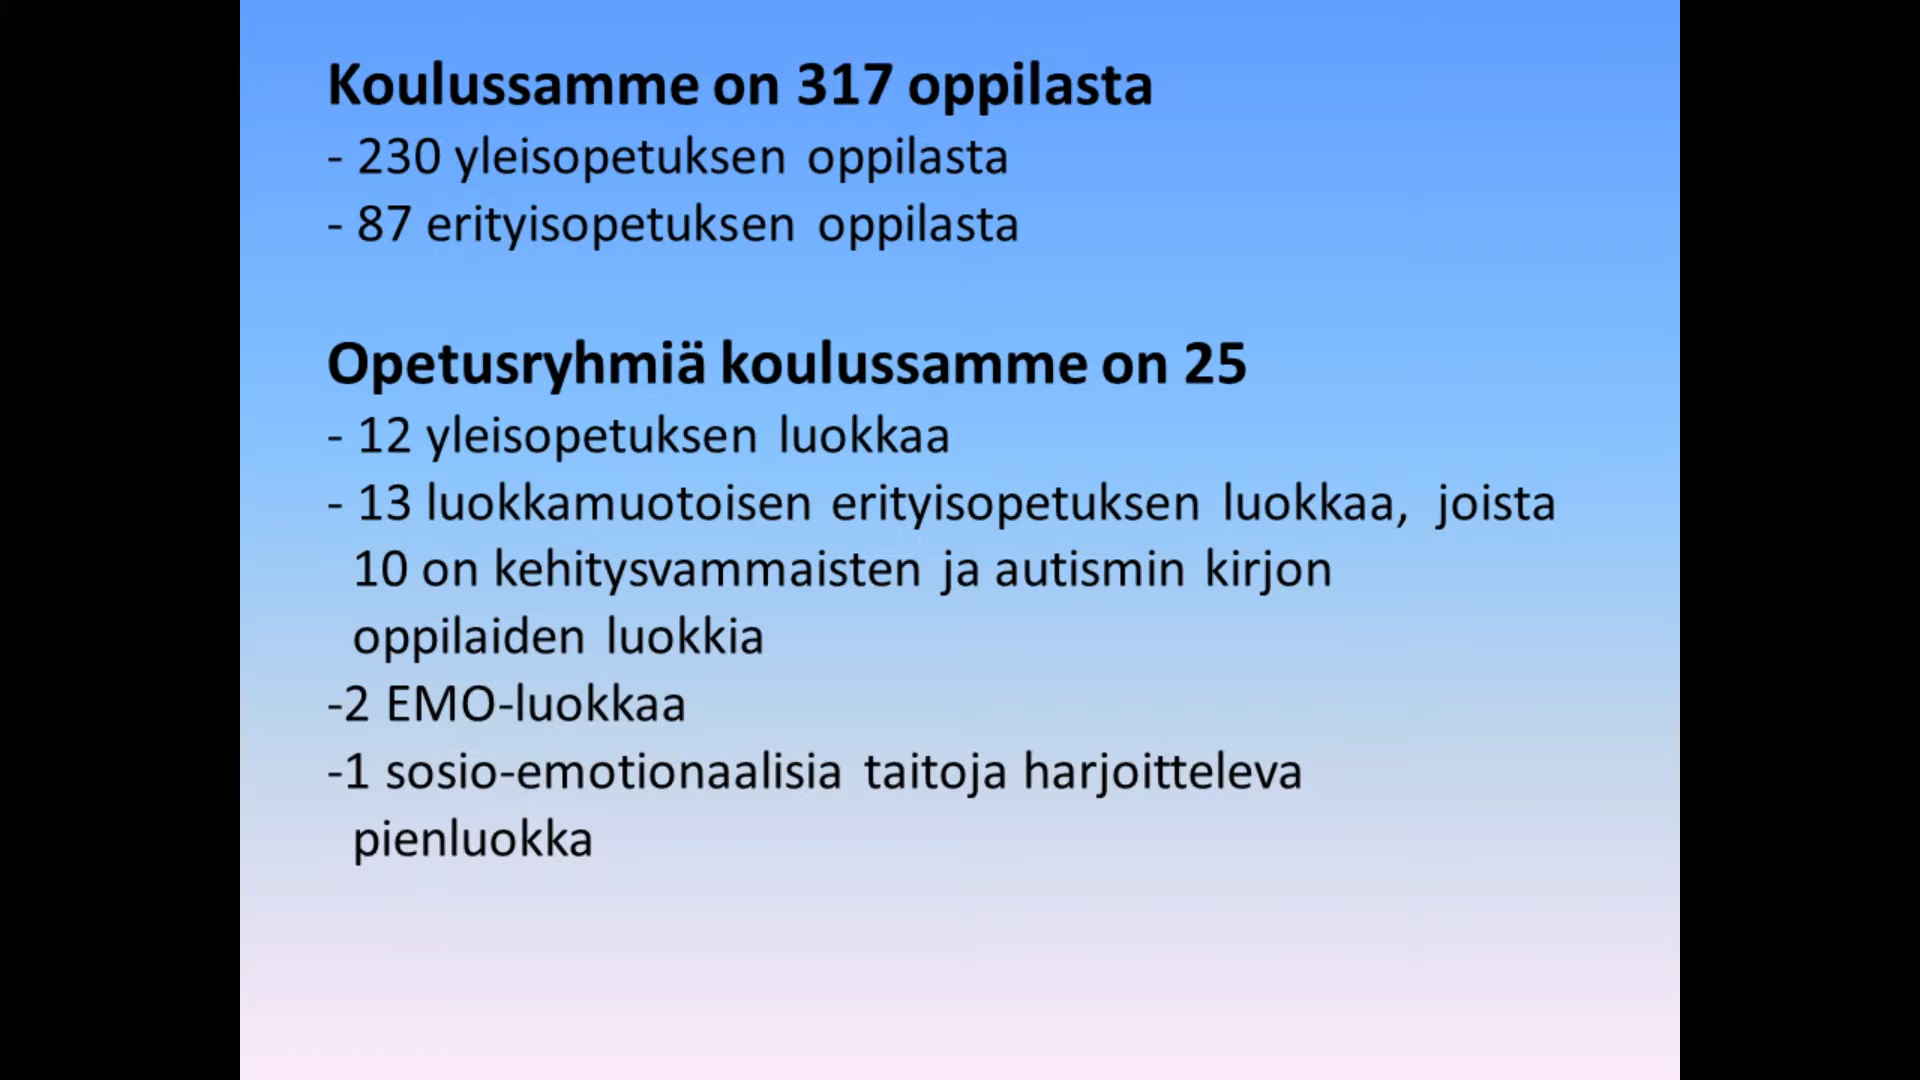 Koulussamme on 317 oppilasta
- 230 yleisopetuksen oppilasta
- 87 erityisopetuksen oppilasta
Opetusryhmiä koulussamme on 25
- 12 yleisopetuksen luokkaa
- 13 luokkamuotoisen erityisopetuksen luokkaa, joista
10 on kehitysvammaisten ja autismin kirjon
oppilaiden luokkia
-2 EMO-luokkaa
-1 sosio-emotionaalisia taitoja harjoitteleva
pienluokka